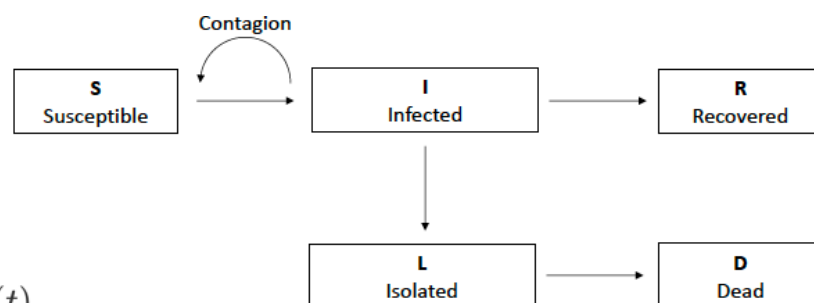 Contagion
S
Susceptible
I
Infected
R
Recovered
L
Isolated
D
Dead
(t)